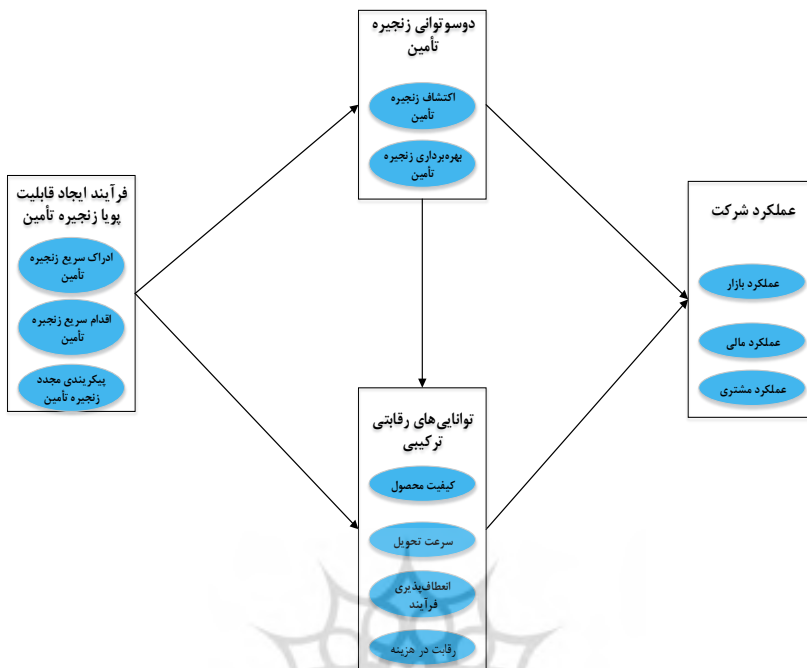 دوسوتوانی زنجیره
تأمین
اکتشاف زنجیره
تأمین
بهره‌برداری زنجیره
تأمین
فرآیند ایجاد قابلیت
پویا زنجیره تأمین
ادراک سریع زنجیره
تأمین
اقدام سریع زنجیره
تأمین
پیکربندی مجدد
زنجیره تأمین
عملکرد شرکت
عملکرد بازار
عملکرد مالی
عملکرد مشتری
توانایی‌های رقابتی
ترکیبی
کیفیت محصول
سرعت تحویل
انعطاف‌پذیری
فرآیند
رقابت در هزینه